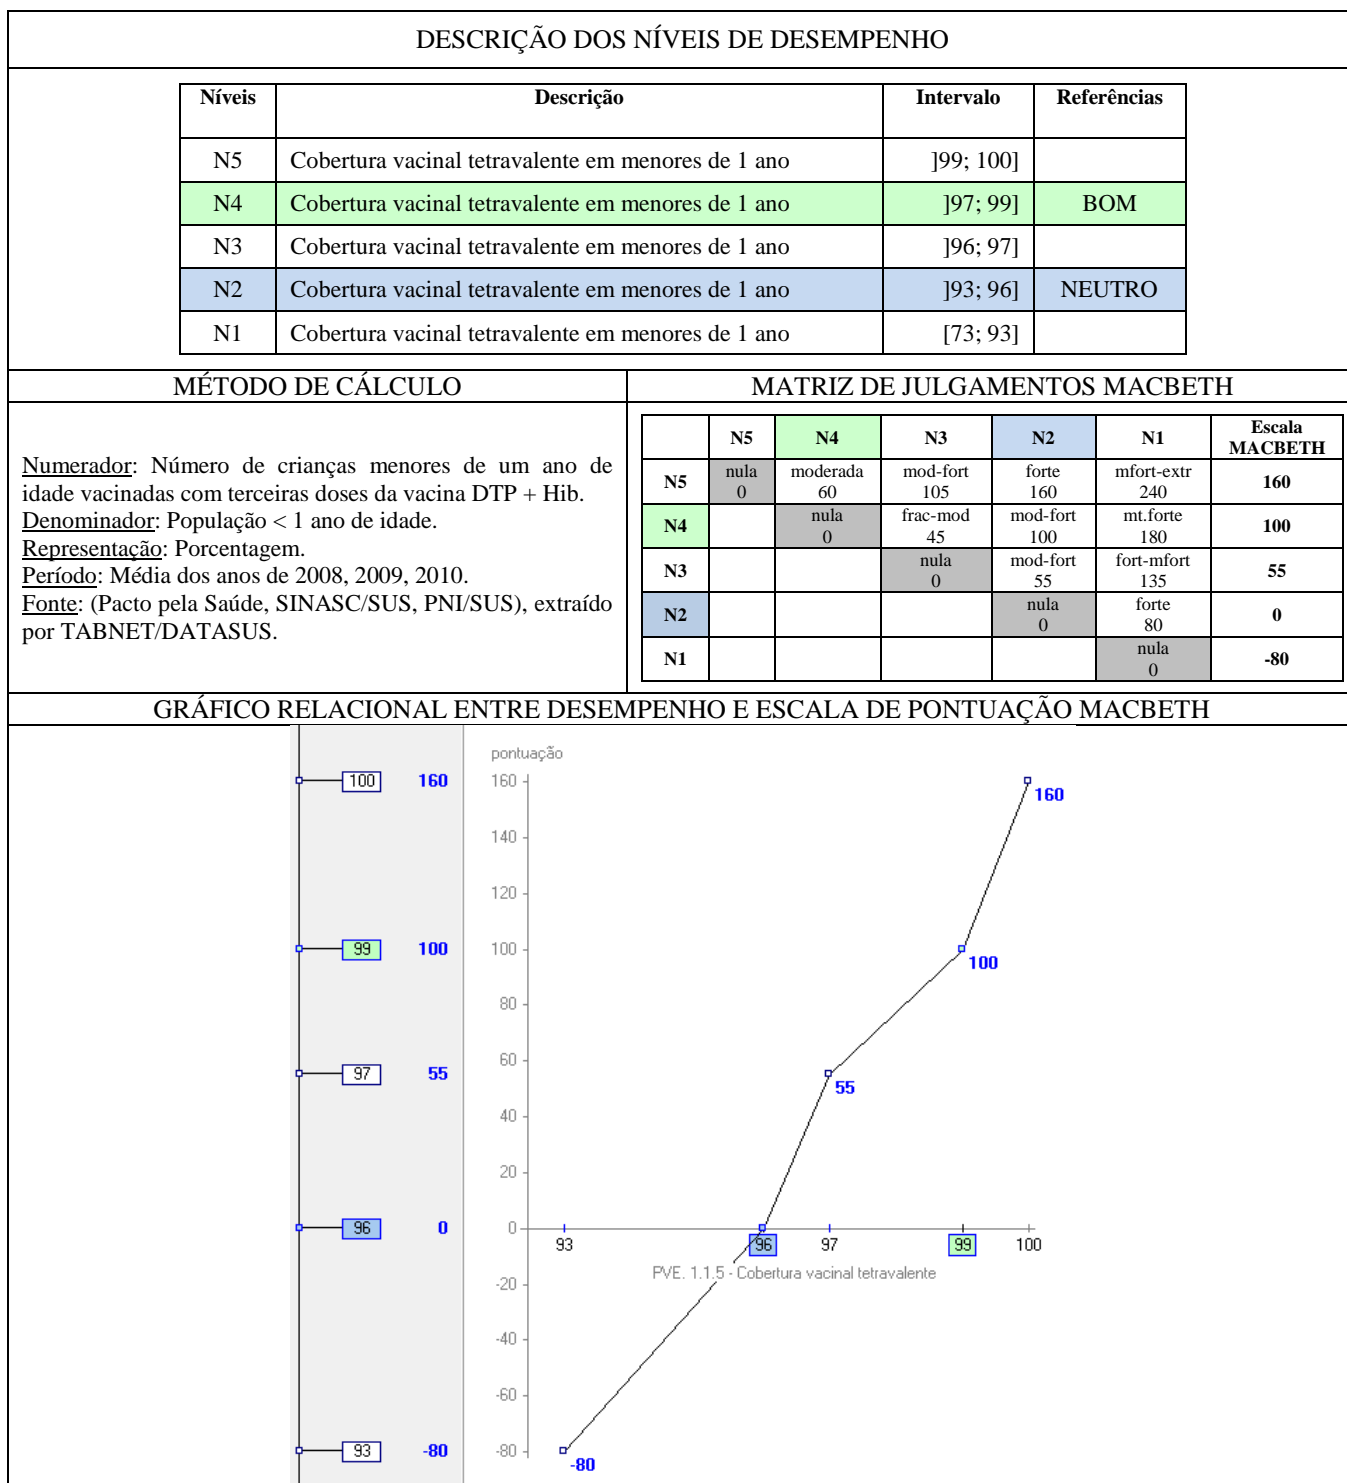 DESCRIÇÃO DOS NÍVEIS DE DESEMPENHO
Níveis Descrição Intervalo Referências
N5 Cobertura vacinal tetravalente em menores de 1 ano ]99; 100]
N4 Cobertura vacinal tetravalente em menores de 1 ano ]97; 99] BOM
N3 Cobertura vacinal tetravalente em menores de 1 ano ]96; 97]
N2 Cobertura vacinal tetravalente em menores de 1 ano ]93; 96] NEUTRO
N1 Cobertura vacinal tetravalente em menores de 1 ano [73; 93]
MÉTODO DE CÁLCULO
Numerador: Número de crianças menores de um ano de
idade vacinadas com terceiras doses da vacina DTP + Hib.
Denominador: População < 1 ano de idade.
Representação: Porcentagem.
Período: Média dos anos de 2008, 2009, 2010.
Fonte: (Pacto pela Saúde, SINASC/SUS, PNI/SUS), extraído
por TABNET/DATASUS.
MATRIZ DE JULGAMENTOS MACBETH
N5 N4 N3 N2 N1 Escala
MACBETH
N5 nula moderada mod-fort forte mfort-extr 160
0 60 105 160 240
N4 nula frac-mod mod-fort mt.forte 100
0 45 100 180
N3 nula mod-fort fort-mfort 55
0 55 135
N2 nula forte 0
0 80
N1 nula -80
0
GRÁFICO RELACIONAL ENTRE DESEMPENHO E ESCALA DE PONTUAÇÃO MACBETH
100 160
99 100
97 55
96 0
93 -80
pontuação
160
140
120
100
80
60
40
20
0
-20
-40
-60
-80
160
100
55
-80
93 96 97 99 100
PVE. 1.1.5 - Cobertura vacinal tetravalente